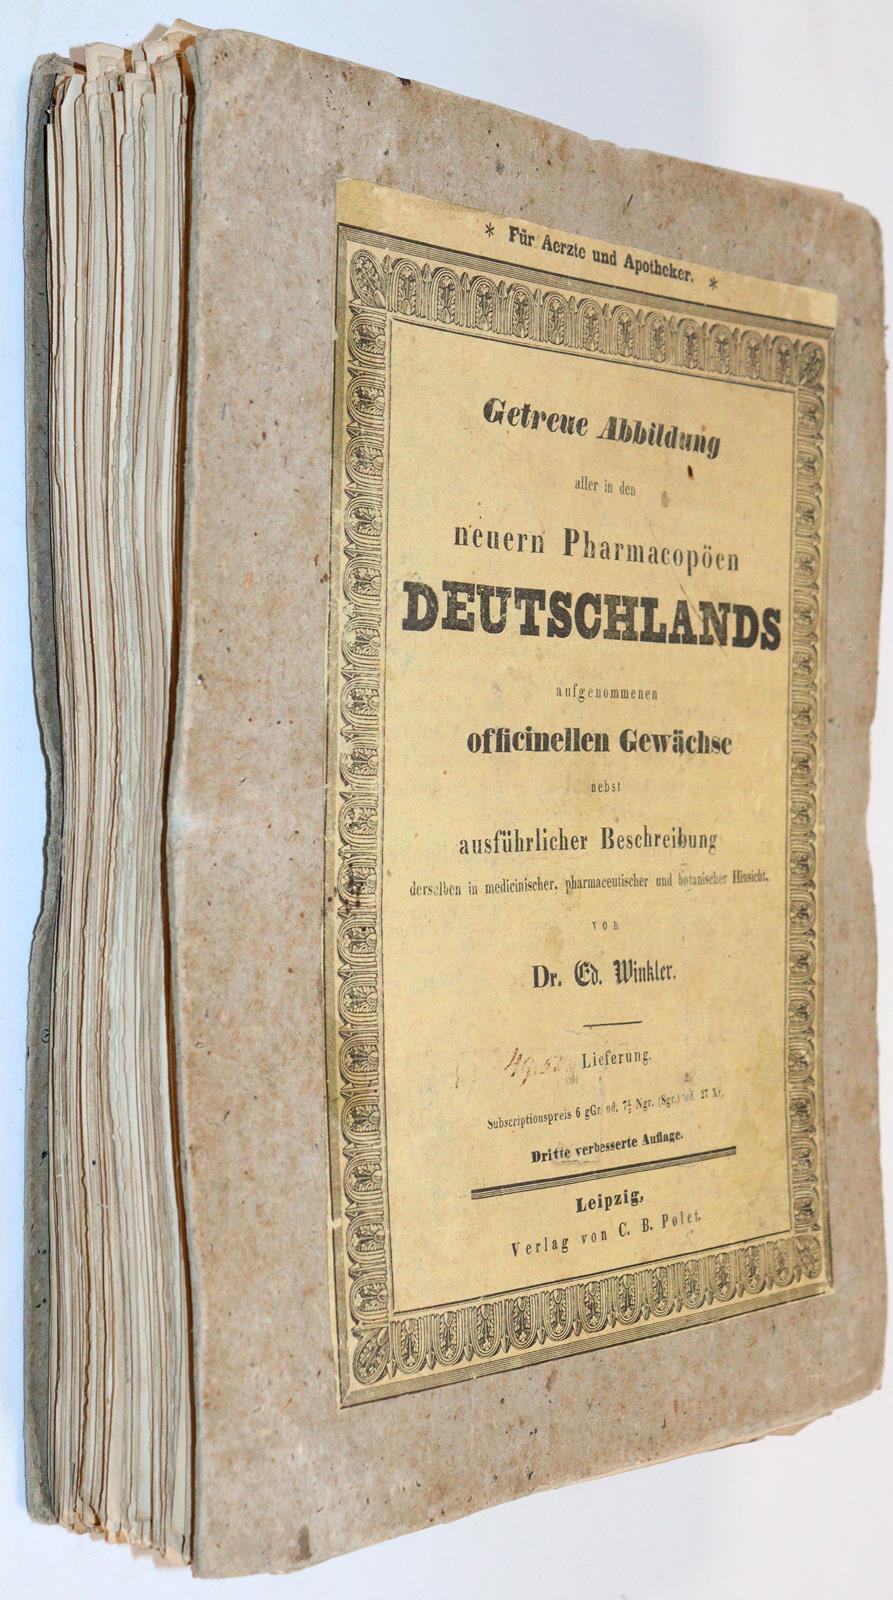 * Für Aerzte und Apotheker. *
Getreue Abbildung
aller in den
neuern Pharmacopöen
DEUTSCHLANDS
aufgenommenen
officinellen Gewächse
nebst
ausführlicher Beschreibung
derselben in medicinischer, pharmaceutischer und botanischer Hinsicht.
von
Dr. Ed. Winkler.
Lieferung.
Subscriptionspreis 6 gGr. od. 7½ Ngr. (Sgr.) od. 27 Xr.
Dritte verbesserte Auflage.
Leipzig,
Verlag von C. B. Polet.